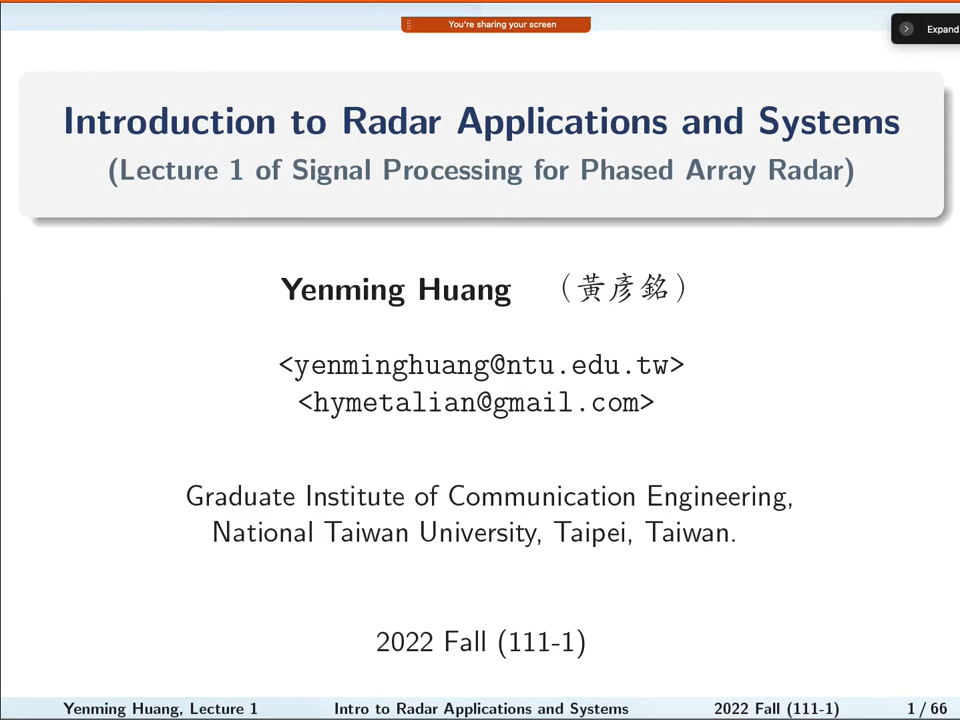 You're sharing your screen
Expand
Introduction to Radar Applications and Systems
(Lecture 1 of Signal Processing for Phased Array Radar)
Yenming Huang （黃彥銘）
<yenminghuang@ntu.edu.tw>
<hymetalian@gmail.com>
Graduate Institute of Communication Engineering,
National Taiwan University, Taipei, Taiwan.
2022 Fall (111-1)
Yenming Huang, Lecture 1 Intro to Radar Applications and Systems 2022 Fall (111-1) 1 / 66